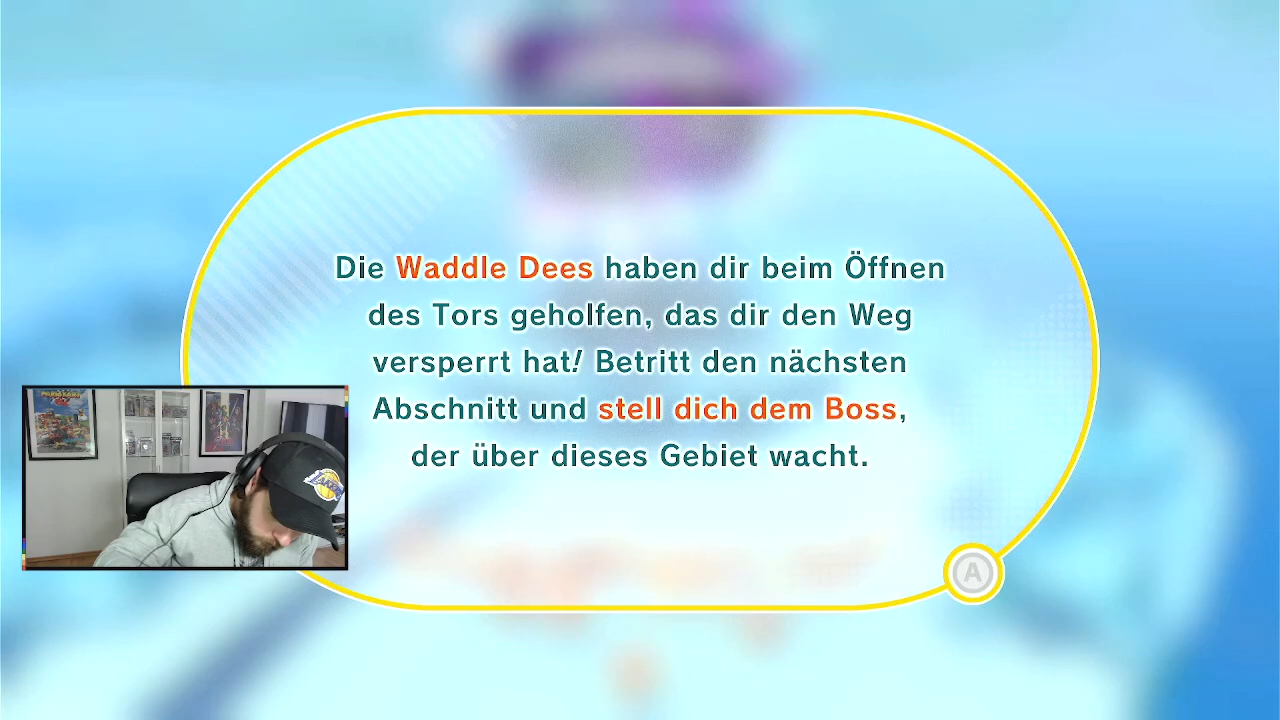 Die Waddle Dees haben dir beim Öffnen
des Tors geholfen, das dir den Weg
versperrt hat! Betritt den nächsten
Abschnitt und stell dich dem Boss,
der über dieses Gebiet wacht.
A
LAKERS